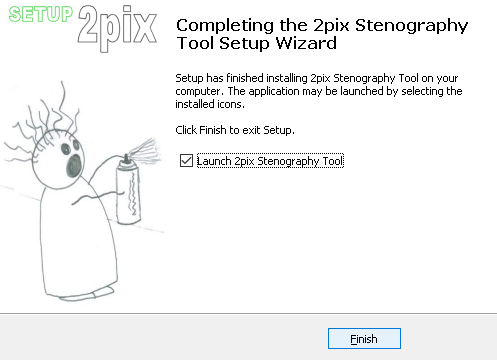 SETUP
2pix
Completing the 2pix Stenography
Tool Setup Wizard
Setup has finished installing 2pix Stenography Tool on your
computer. The application may be launched by selecting the
installed icons.
Click Finish to exit Setup.
Launch 2pix Stenography Tool
Finish